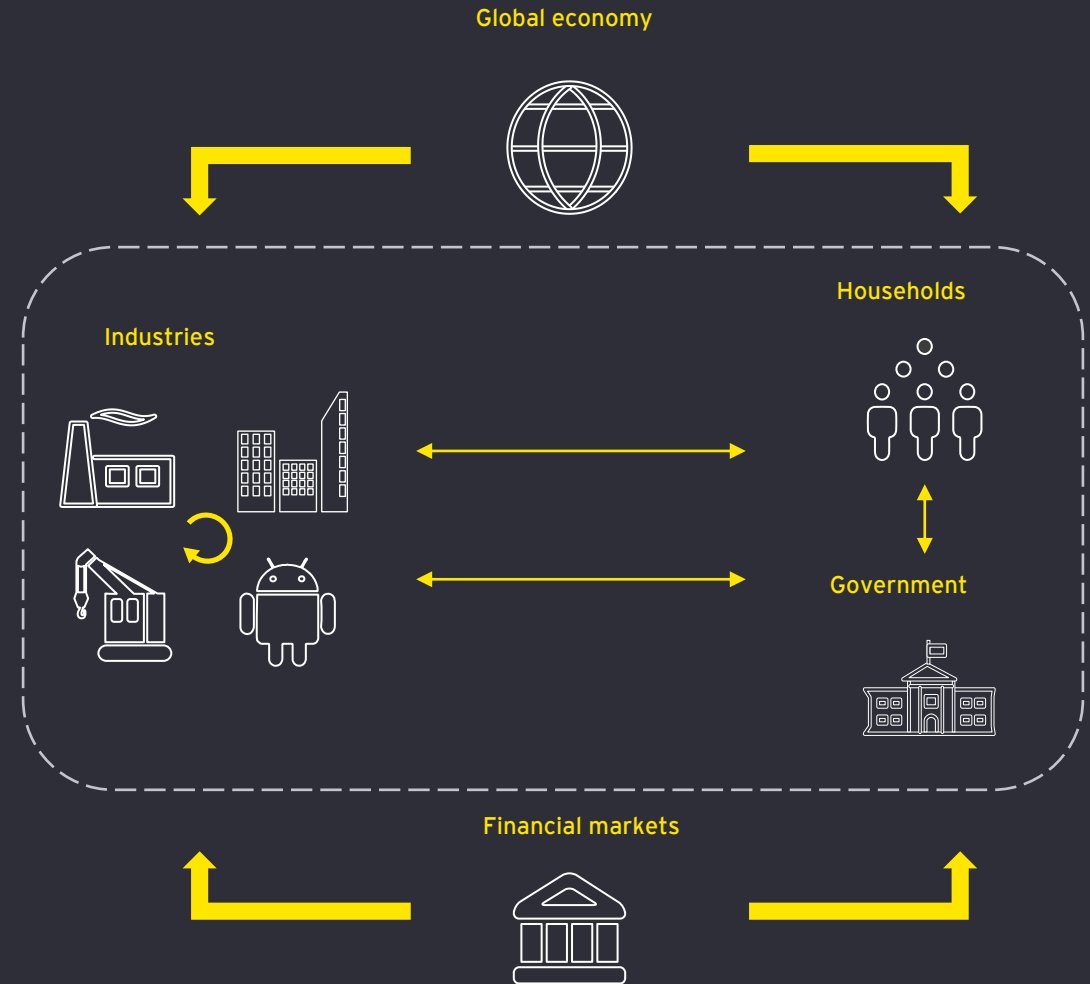 Global economy
Households
Industries
Government
Financial markets